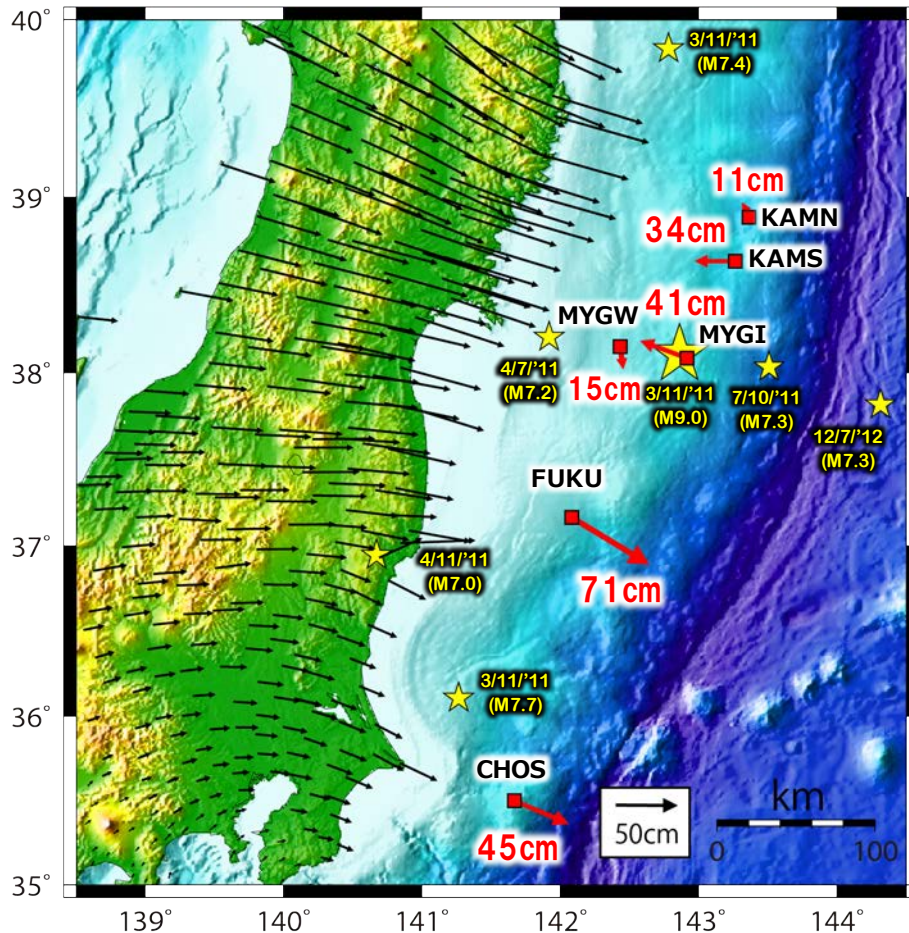 40°
3/11/'11
(M7.4)
39°
11cm
KAMN
34cm
KAMS
41cm
MYGW
MYGI
38°
4/7/'11
(M7.2)
15cm
3/11/'11
(M9.0)
7/10/'11
(M7.3)
12/7/'12
(M7.3)
FUKU
37°
4/11/'11
(M7.0)
71cm
3/11/'11
(M7.7)
36°
CHOS
45cm
50cm
km
0 100
35°
139° 140° 141° 142° 143° 144°